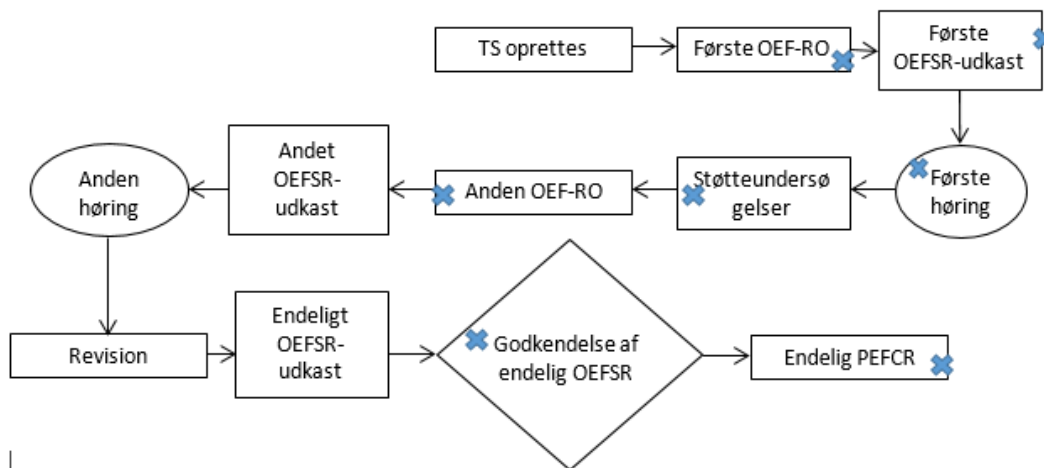 TS oprettes
Første OEF-RO
Første
OEFSR-udkast
Første
høring
Støtteundersø
gelser
Anden OEF-RO
Andet
OEFSR-
udkast
Anden
høring
Revision
Endeligt
OEFSR-
udkast
Godkendelse af
endelig OEFSR
Endelig PEFCR